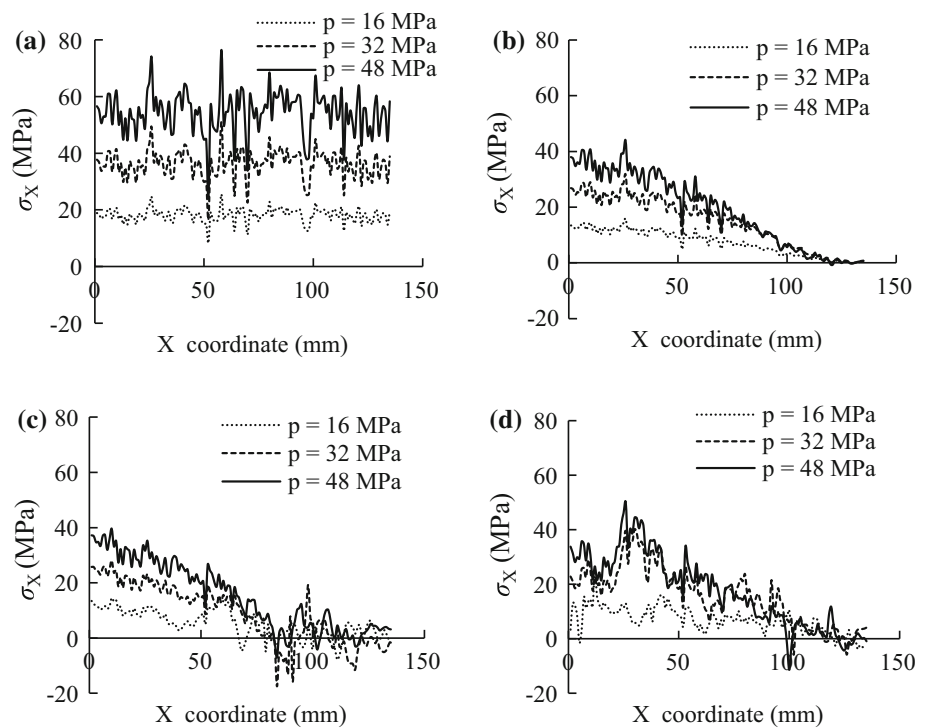 (a)
80
60
40
20
0
-20
σX (MPa)
0 50 100 150
X coordinate (mm)
p = 16 MPa
p = 32 MPa
p = 48 MPa
(b)
80
60
40
20
0
-20
σX (MPa)
0 50 100 150
X coordinate (mm)
p = 16 MPa
p = 32 MPa
p = 48 MPa
(c)
80
60
40
20
0
-20
σX (MPa)
0 50 100 150
X coordinate (mm)
p = 16 MPa
p = 32 MPa
p = 48 MPa
(d)
80
60
40
20
0
-20
σX (MPa)
0 50 100 150
X coordinate (mm)
p = 16 MPa
p = 32 MPa
p = 48 MPa